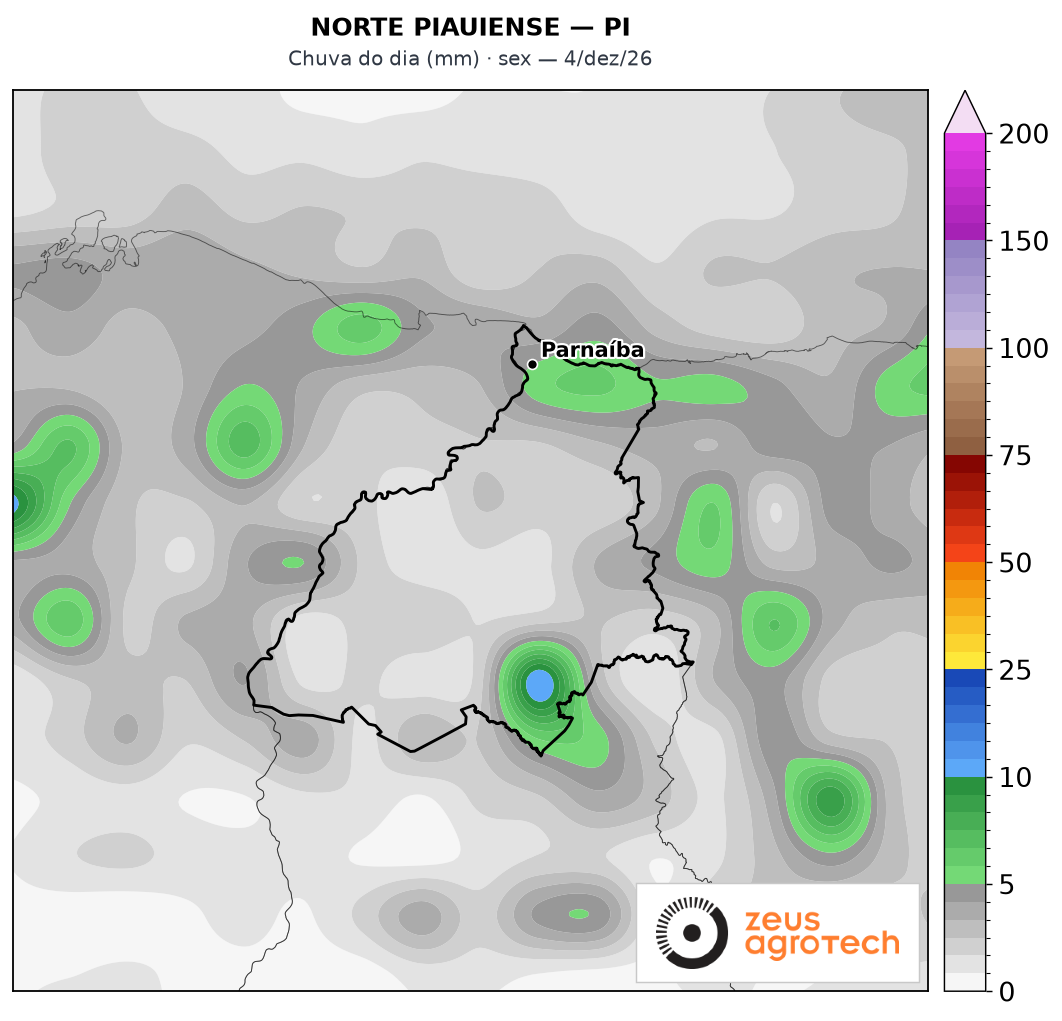 NORTE PIAUIENSE — PI
Chuva do dia (mm) · sex — 4/dez/26
200
150
100
75
50
25
10
5
0
Parnaíba
zeus
agrotech